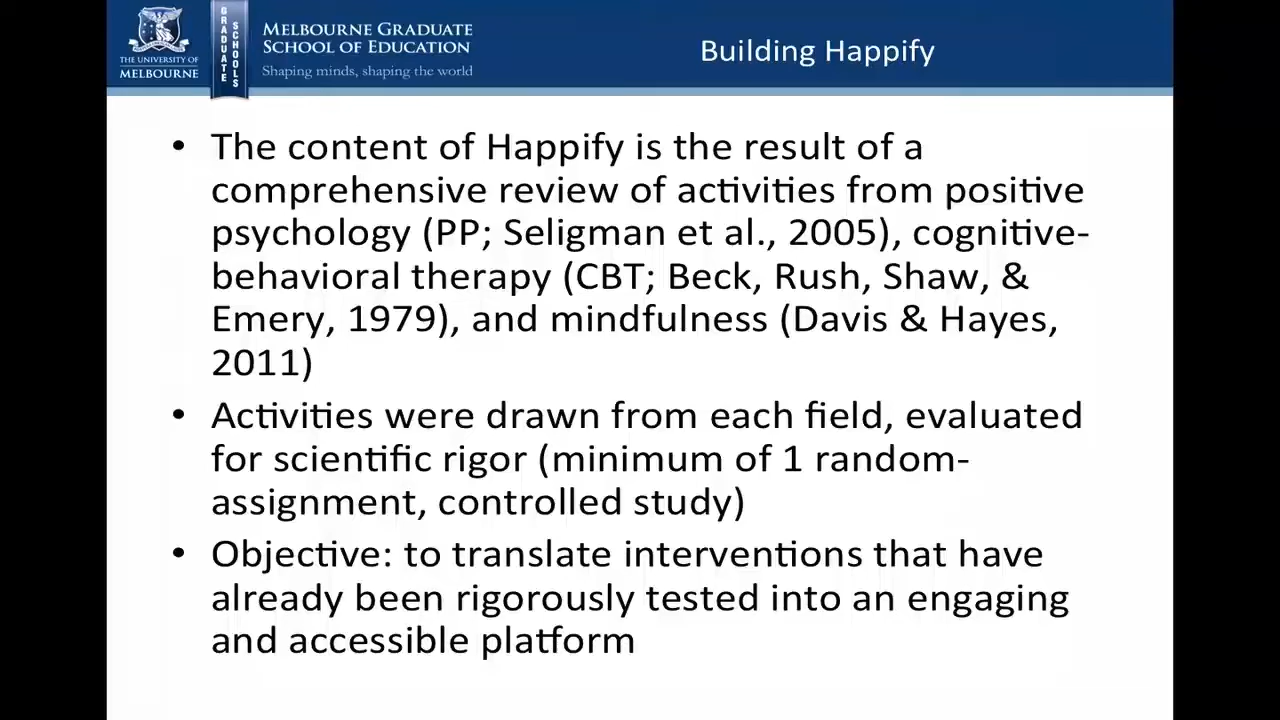 THE UNIVERSITY OF
MELBOURNE
GRADUATE
SCHOOLS
MELBOURNE GRADUATE
SCHOOL OF EDUCATION
Shaping minds, shaping the world
Building Happify
• The content of Happify is the result of a
comprehensive review of activities from positive
psychology (PP; Seligman et al., 2005), cognitive-
behavioral therapy (CBT; Beck, Rush, Shaw, &
Emery, 1979), and mindfulness (Davis & Hayes,
2011)
• Activities were drawn from each field, evaluated
for scientific rigor (minimum of 1 random-
assignment, controlled study)
• Objective: to translate interventions that have
already been rigorously tested into an engaging
and accessible platform